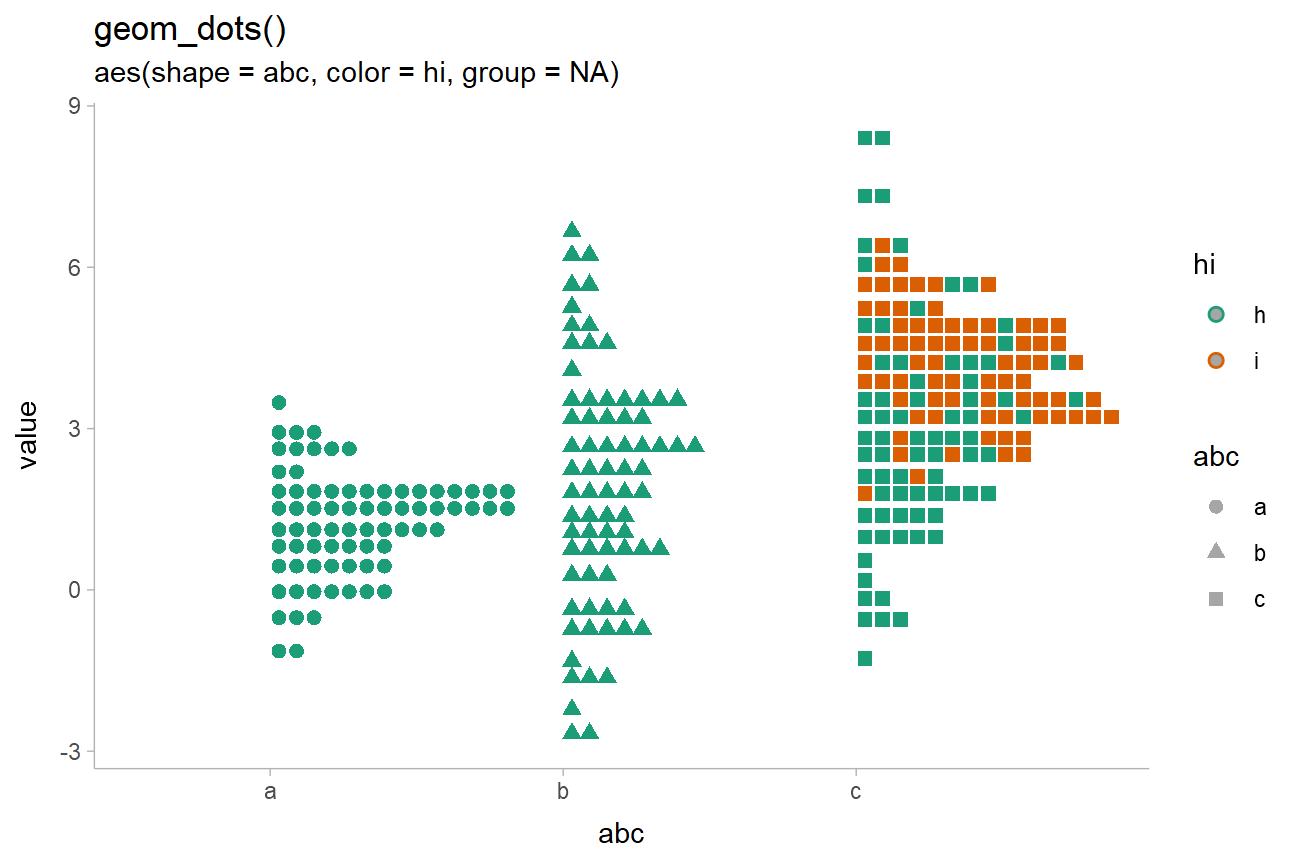 geom_dots()
aes(shape = abc, color = hi, group = NA)
9
6
3
0
-3
value
a
b
c
abc
hi
h
i
abc
a
b
c